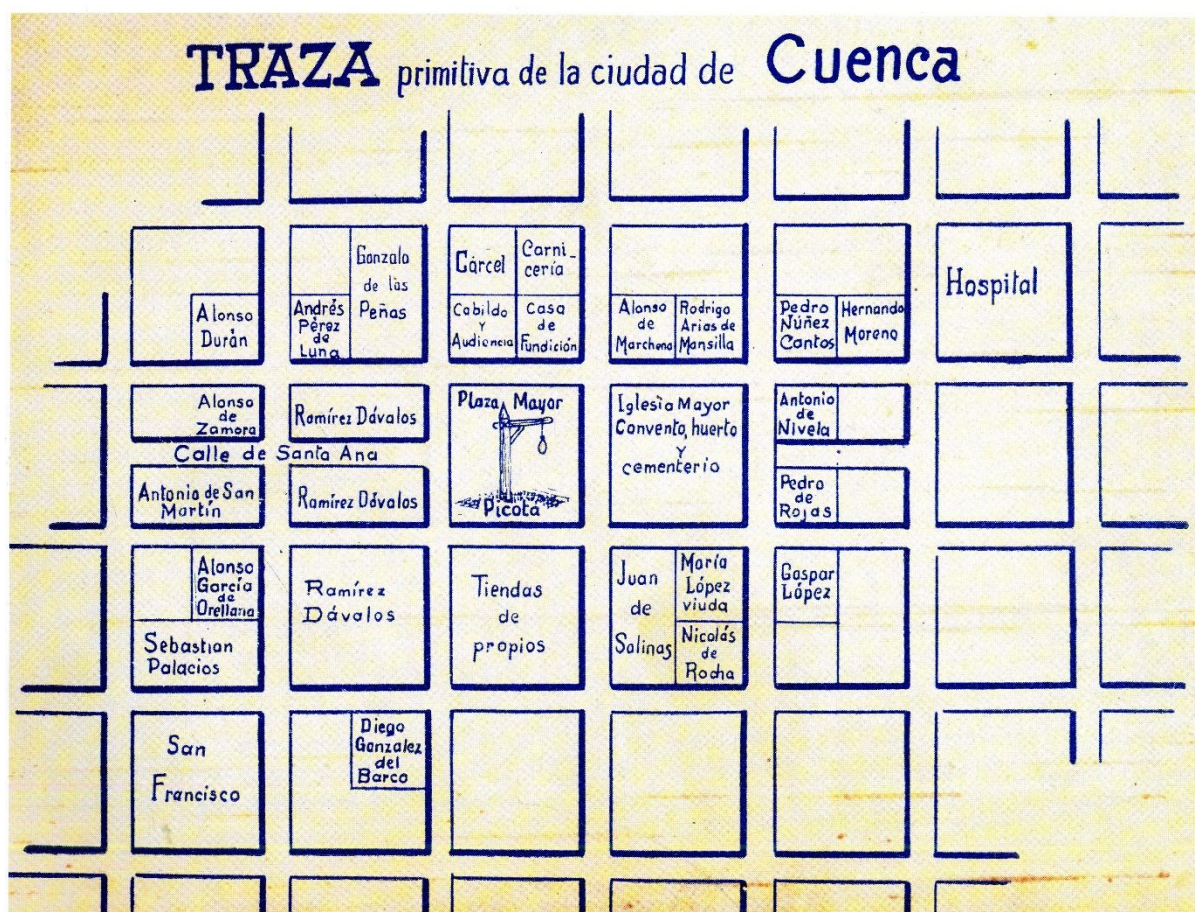 TRAZA primitiva de la ciudad de Cuenca
Alonso
Durán
Andrés
Pérez
de
Luna
Gonzalo
de las
Peñas
Cárcel
Carni_
cería
Cabildo
y
Audiencia
Casa
de
Fundición
Alonso
de
Marchena
Rodrigo
Arias de
Mansilla
Pedro
Núñez
Cantos
Hernando
Moreno
Hospital
Alonso
de
Zamora
Ramírez Dávalos
Calle de Santa Ana
Antonio de San
Martín
Ramírez Dávalos
Plaza Mayor
Picota
Iglesia Mayor
Convento, huerto
y
cementerio
Antonio
de
Nivela
Pedro
de
Rojas
Alonso
García
de
Orellana
Sebastian
Palacios
Ramírez
Dávalos
Tiendas
de
propios
Juan
de
Salinas
María
López
viuda
Nicolás
de
Rocha
Gaspar
López
San
Francisco
Diego
Gonzalez
del
Barco